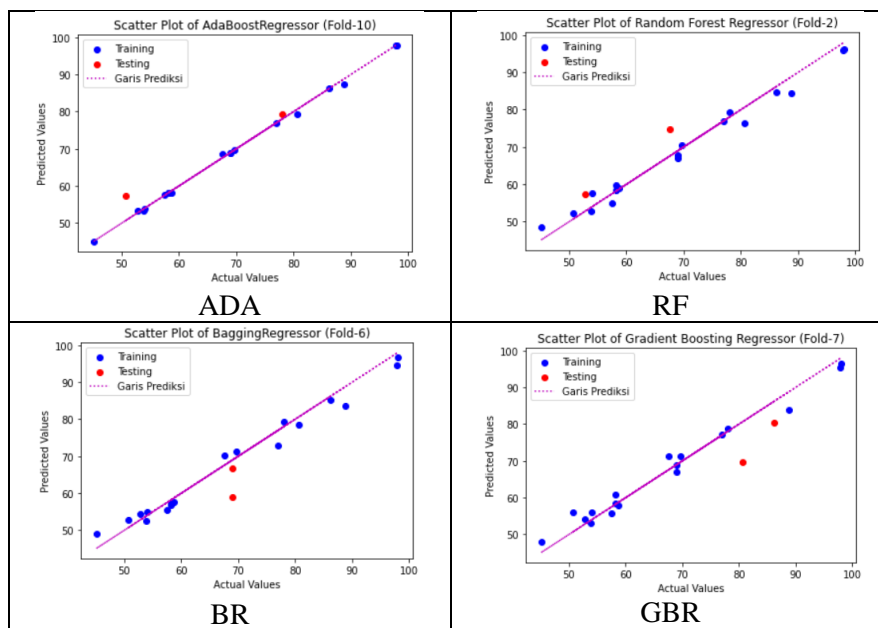 Scatter Plot of AdaBoostRegressor (Fold-10)
100
90
80
70
60
50
Predicted Values
Training
Testing
Garis Prediksi
50 60 70 80 90 100
Actual Values
ADA
Scatter Plot of Random Forest Regressor (Fold-2)
100
90
80
70
60
50
Predicted Values
Training
Testing
Garis Prediksi
50 60 70 80 90 100
Actual Values
RF
Scatter Plot of BaggingRegressor (Fold-6)
100
90
80
70
60
50
Predicted Values
Training
Testing
Garis Prediksi
50 60 70 80 90 100
Actual Values
BR
Scatter Plot of Gradient Boosting Regressor (Fold-7)
100
90
80
70
60
50
Predicted Values
Training
Testing
Garis Prediksi
50 60 70 80 90 100
Actual Values
GBR